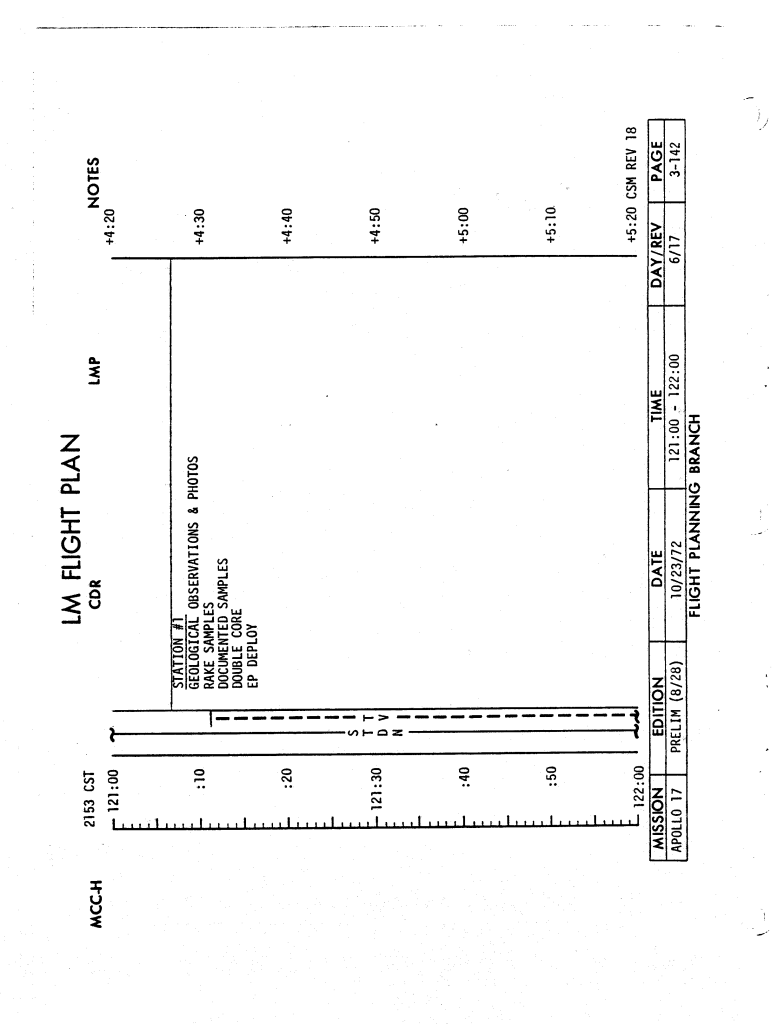 LM FLIGHT PLAN
MCC-H
2153 CST
CDR
LMP
NOTES
121:00
+4:20
STATION #1
GEOLOGICAL OBSERVATIONS & PHOTOS
RAKE SAMPLES
DOCUMENTED SAMPLES
DOUBLE CORE
EP DEPLOY
:10
+4:30
:20
+4:40
STDN
TV
121:30
+4:50
:40
+5:00
:50
+5:10
122:00
+5:20 CSM REV 18
MISSION EDITION DATE TIME DAY/REV PAGE
APOLLO 17 PRELIM (8/28) 10/23/72 121:00 - 122:00 6/17 3-142
FLIGHT PLANNING BRANCH